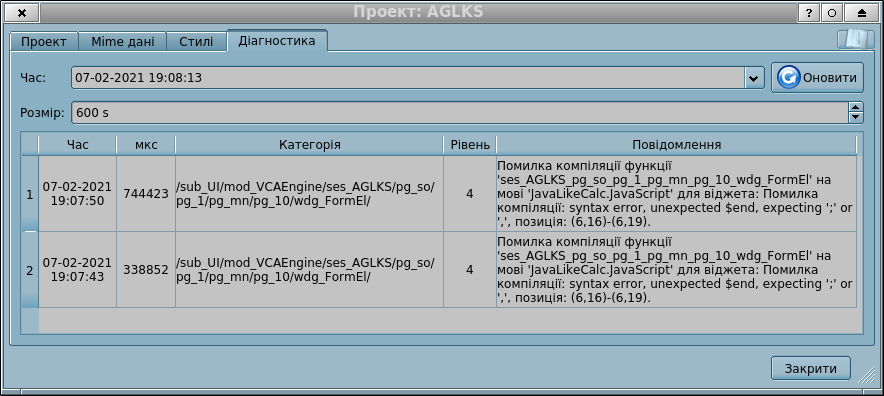 Проект: AGLKS
Проект Mime дані Стилі Діагностика
Час: 07-02-2021 19:08:13 Оновити
Розмір: 600 s
Час мкс Категорія Рівень Повідомлення
1 07-02-2021 19:07:50 744423 /sub_UI/mod_VCAEngine/ses_AGLKS/pg_so/pg_1/pg_mn/pg_10/wdg_FormEl/ 4
Помилка компіляції функції
'ses_AGLKS_pg_so_pg_1_pg_mn_pg_10_wdg_FormEl' на
мові 'JavaLikeCalc.JavaScript' для віджета: Помилка
компіляції: syntax error, unexpected $end, expecting ';' or
',', позиція: (6,16)-(6,19).
2 07-02-2021 19:07:43 338852 /sub_UI/mod_VCAEngine/ses_AGLKS/pg_so/pg_1/pg_mn/pg_10/wdg_FormEl/ 4
Помилка компіляції функції
'ses_AGLKS_pg_so_pg_1_pg_mn_pg_10_wdg_FormEl' на
мові 'JavaLikeCalc.JavaScript' для віджета: Помилка
компіляції: syntax error, unexpected $end, expecting ';' or
',', позиція: (6,16)-(6,19).
Закрити